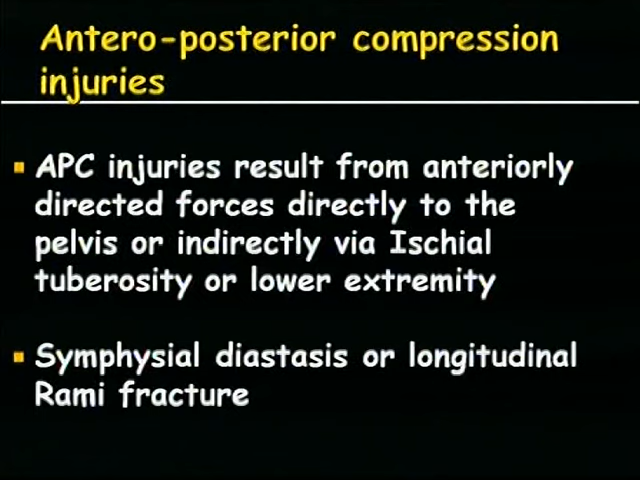 Antero-posterior compression
injuries
APC injuries result from anteriorly
directed forces directly to the
pelvis or indirectly via Ischial
tuberosity or lower extremity
Symphysial diastasis or longitudinal
Rami fracture